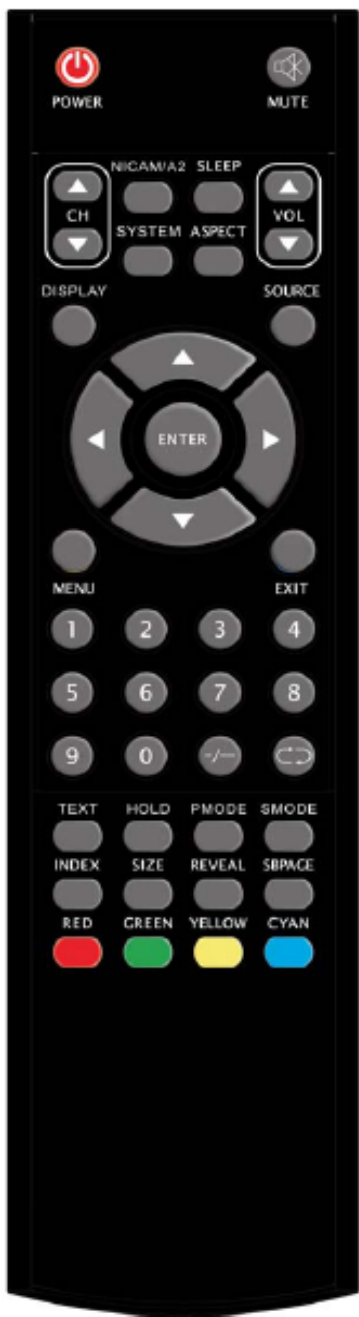 POWER MUTE
NICAM/A2 SLEEP
CH VOL
SYSTEM ASPECT
DISPLAY SOURCE
ENTER
MENU EXIT
1 2 3 4
5 6 7 8
9 0 -/--
TEXT HOLD PMODE SMODE
INDEX SIZE REVEAL SBPAGE
RED GREEN YELLOW CYAN